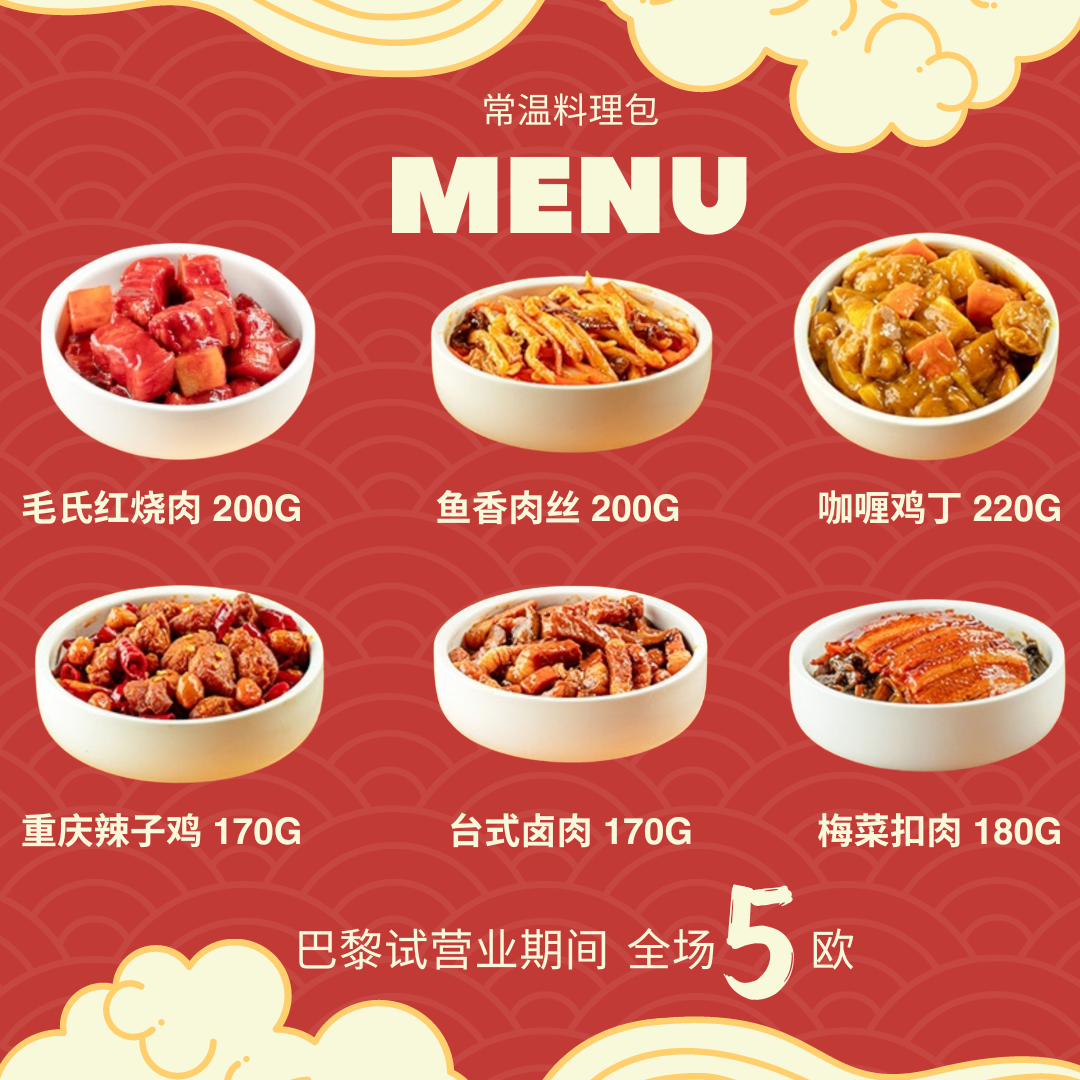 常温料理包
MENU
毛氏红烧肉 200G
鱼香肉丝 200G
咖喱鸡丁 220G
重庆辣子鸡 170G
台式卤肉 170G
梅菜扣肉 180G
巴黎试营业期间 全场5 欧